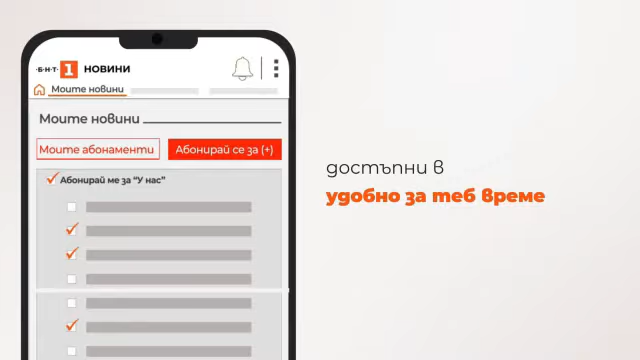 ·Б·Н·Т· 1 НОВИНИ
Моите новини
Моите новини
Моите абонаменти
Абонирай се за (+)
Абонирай ме за "У нас"
достъпни в
удобно за теб време